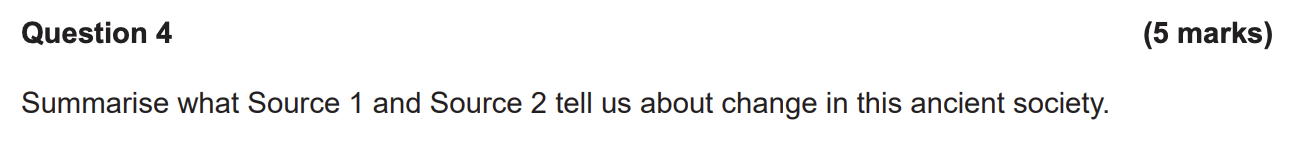 Question 4 (5 marks)
Summarise what Source 1 and Source 2 tell us about change in this ancient society.